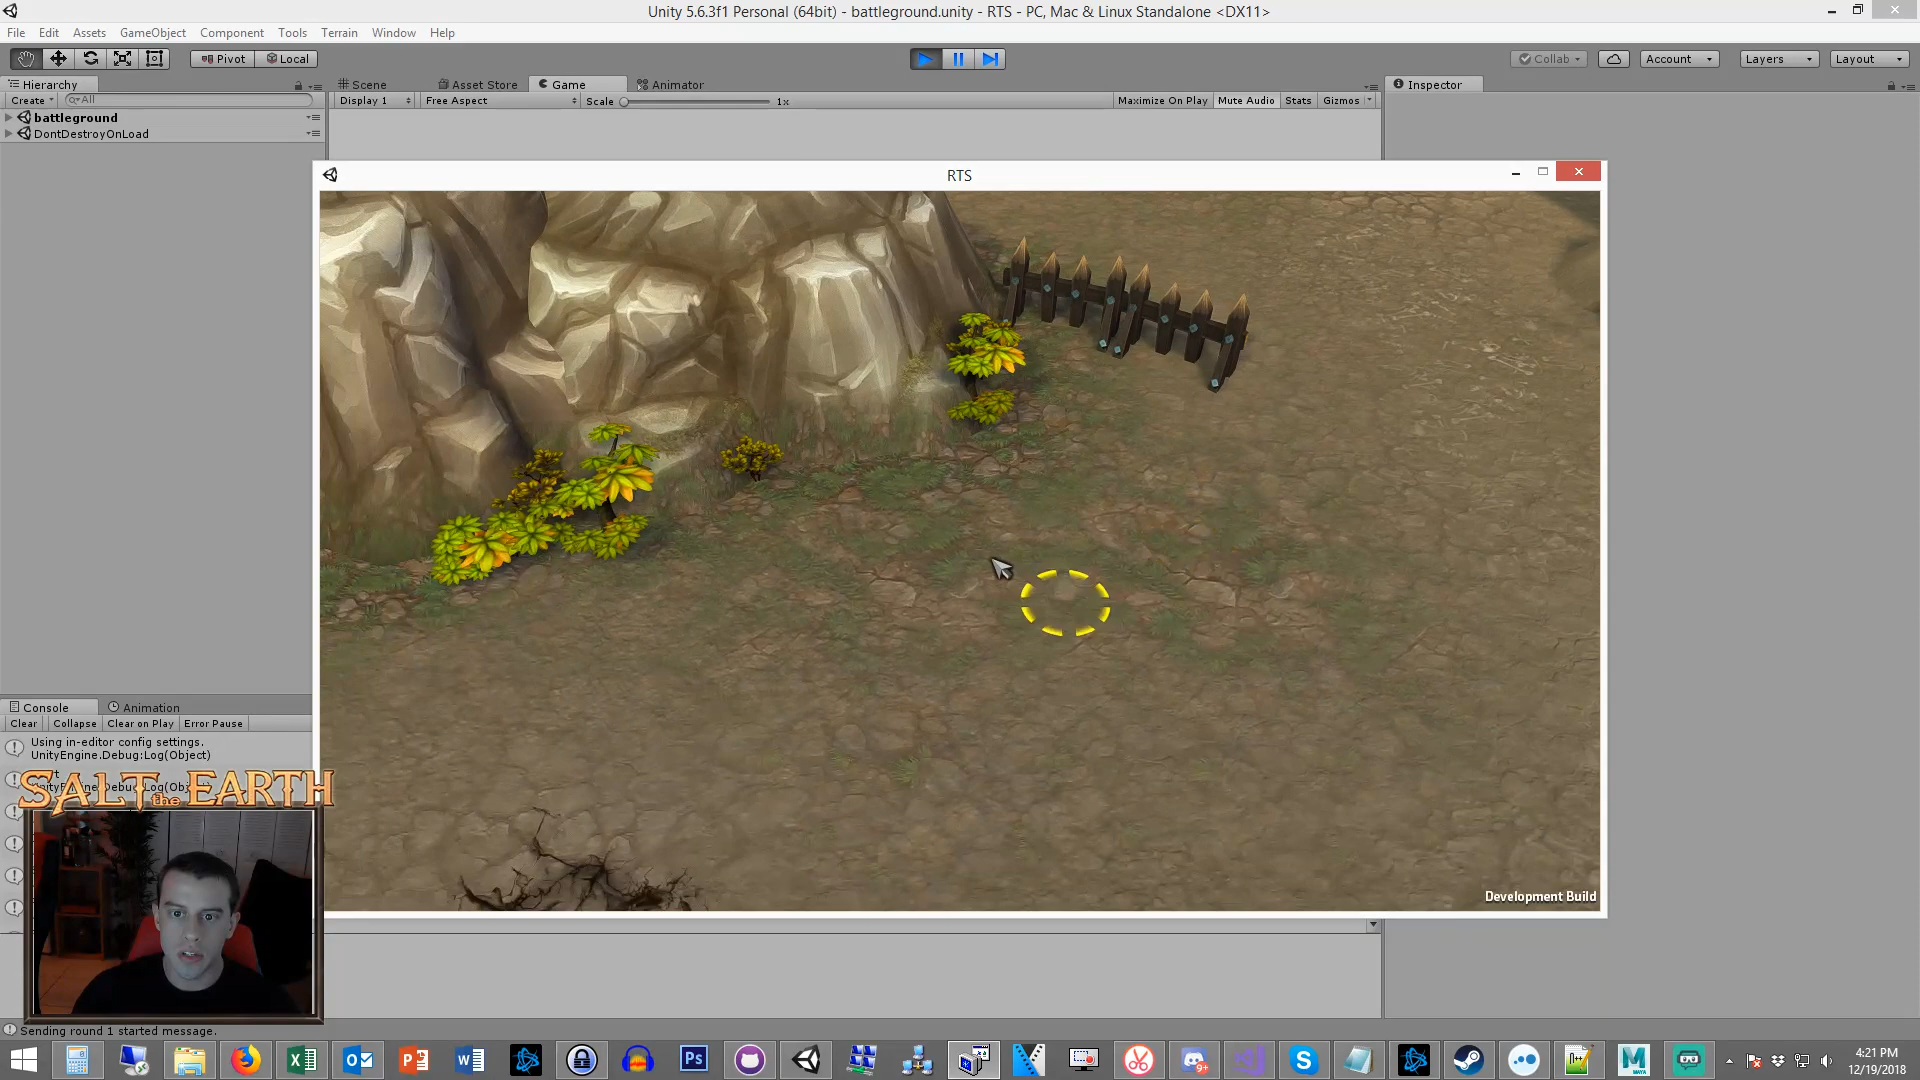 Unity 5.6.3f1 Personal (64bit) - battleground.unity - RTS - PC, Mac & Linux Standalone <DX11>
File Edit Assets GameObject Component Tools Terrain Window Help
Pivot Local Collab Account Layers Layout
Hierarchy Scene Asset Store Game Animator Inspector
Create All Display 1 Free Aspect Scale 1x Maximize On Play Mute Audio Stats Gizmos
battleground
DontDestroyOnLoad
RTS
Console Animation
Clear Collapse Clear on Play Error Pause
Using in-editor config settings.
UnityEngine.Debug:Log(Object)
SALT the EARTH
Development Build
Sending round 1 started message.
4:21 PM
12/19/2018